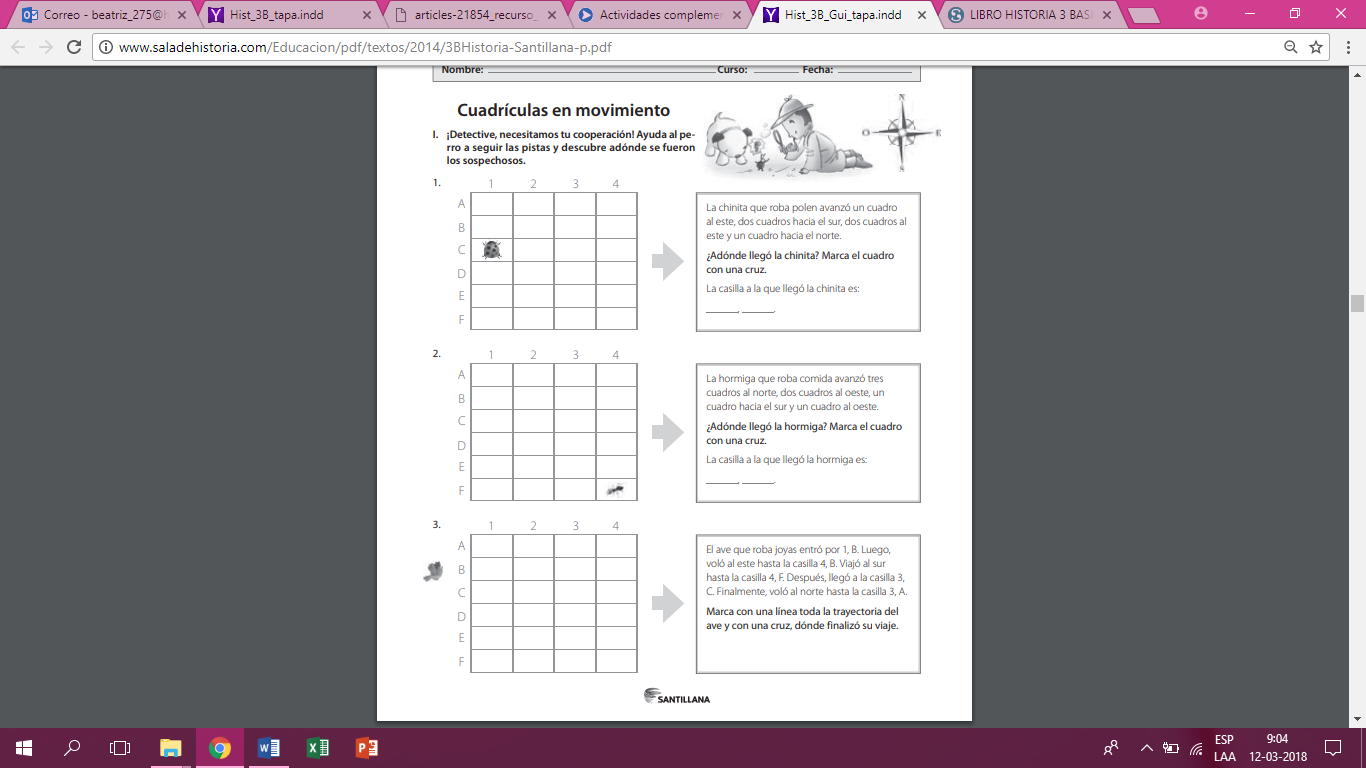 Correo - beatriz_275@h
Hist_3B_tapa.indd
articles-21854_recurso_
Actividades complemen
Hist_3B_Gui_tapa.indd
LIBRO HISTORIA 3 BASI
www.saladehistoria.com/Educacion/pdf/textos/2014/3BHistoria-Santillana-p.pdf
Nombre: Curso: Fecha:
Cuadrículas en movimiento
I. ¡Detective, necesitamos tu cooperación! Ayuda al pe-
rro a seguir las pistas y descubre adónde se fueron
los sospechosos.
N
O E
S
1.
1 2 3 4
A
B
C
D
E
F
La chinita que roba polen avanzó un cuadro
al este, dos cuadros hacia el sur, dos cuadros al
este y un cuadro hacia el norte.
¿Adónde llegó la chinita? Marca el cuadro
con una cruz.
La casilla a la que llegó la chinita es:
______, ______.
2.
1 2 3 4
A
B
C
D
E
F
La hormiga que roba comida avanzó tres
cuadros al norte, dos cuadros al oeste, un
cuadro hacia el sur y un cuadro al oeste.
¿Adónde llegó la hormiga? Marca el cuadro
con una cruz.
La casilla a la que llegó la hormiga es:
______, ______.
3.
1 2 3 4
A
B
C
D
E
F
El ave que roba joyas entró por 1, B. Luego,
voló al este hasta la casilla 4, B. Viajó al sur
hasta la casilla 4, F. Después, llegó a la casilla 3,
C. Finalmente, voló al norte hasta la casilla 3, A.
Marca con una línea toda la trayectoria del
ave y con una cruz, dónde finalizó su viaje.
SANTILLANA
ESP
LAA
9:04
12-03-2018